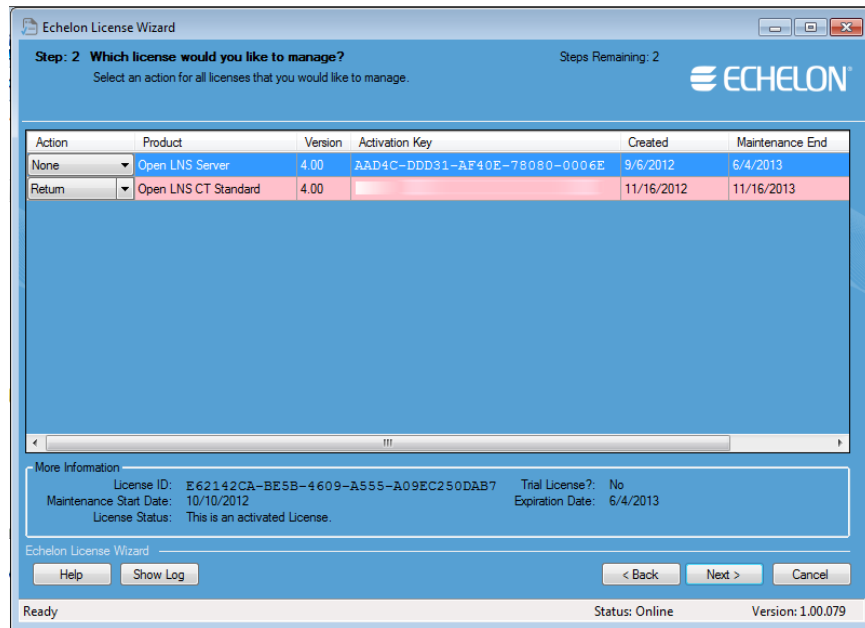 Echelon License Wizard
Step: 2 Which license would you like to manage?
Steps Remaining: 2
Select an action for all licenses that you would like to manage.
ECHELON
Action Product Version Activation Key Created Maintenance End
None Open LNS Server 4.00 AAD4C-DDD31-AF40E-78080-0006E 9/6/2012 6/4/2013
Return Open LNS CT Standard 4.00 11/16/2012 11/16/2013
More Information
License ID: E62142CA-BE5B-4609-A555-A09EC250DAB7 Trial License?: No
Maintenance Start Date: 10/10/2012 Expiration Date: 6/4/2013
License Status: This is an activated License.
Echelon License Wizard
Help Show Log < Back Next > Cancel
Ready Status: Online Version: 1.00.079